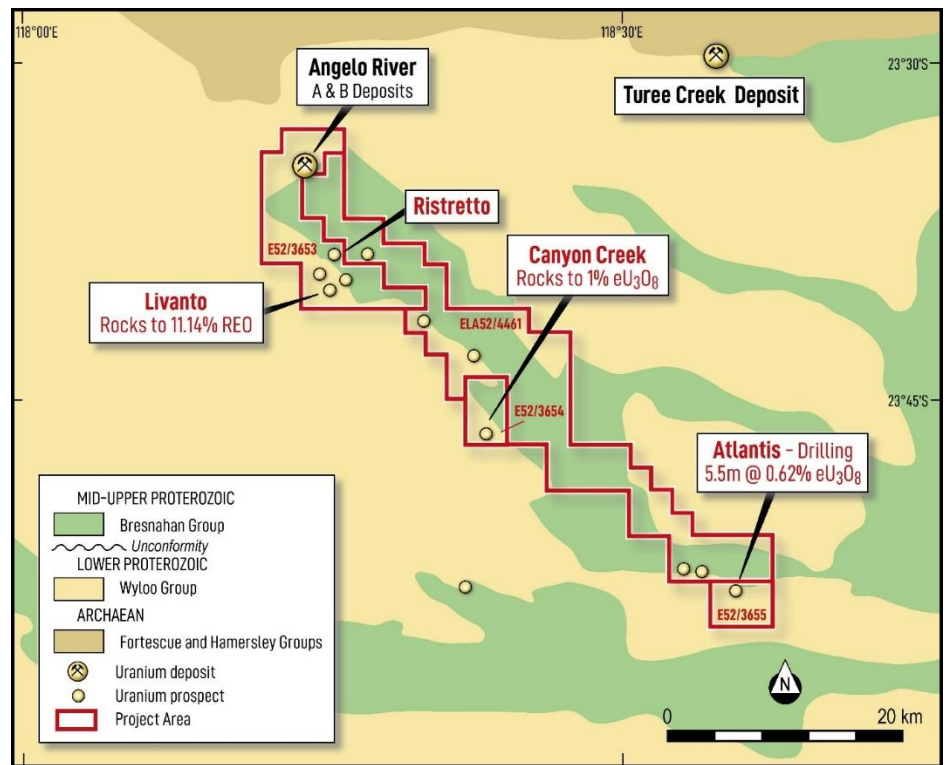 118°00'E
118°30'E
23°30'S
Angelo River
A & B Deposits
Turee Creek Deposit
Ristretto
E52/3653
Canyon Creek
Rocks to 1% eU₃O₈
Livanto
Rocks to 11.14% REO
ELA52/4461
23°45'S
E52/3654
Atlantis - Drilling
5.5m @ 0.62% eU₃O₈
E52/3655
MID-UPPER PROTEROZOIC
Bresnahan Group
Unconformity
LOWER PROTEROZOIC
Wyloo Group
ARCHAEAN
Fortescue and Hamersley Groups
Uranium deposit
Uranium prospect
Project Area
N
0 20 km